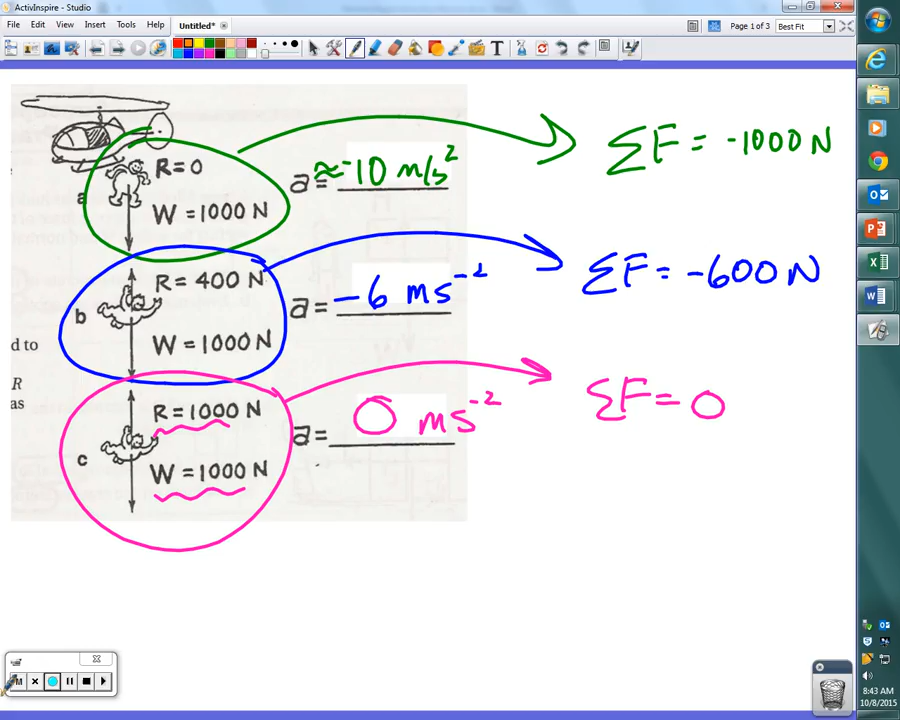 ActivInspire - Studio
File Edit View Insert Tools Help Untitled* Page 1 of 3 Best Fit
R=0
a
W = 1000 N
a = ≈ -10 m/s²
ΣF = -1000 N
R = 400 N
b
W = 1000 N
a = -6 ms⁻²
ΣF = -600 N
d to
R
as
R = 1000 N
c
W = 1000 N
a = 0 ms⁻²
ΣF = 0
8:43 AM
10/8/2015